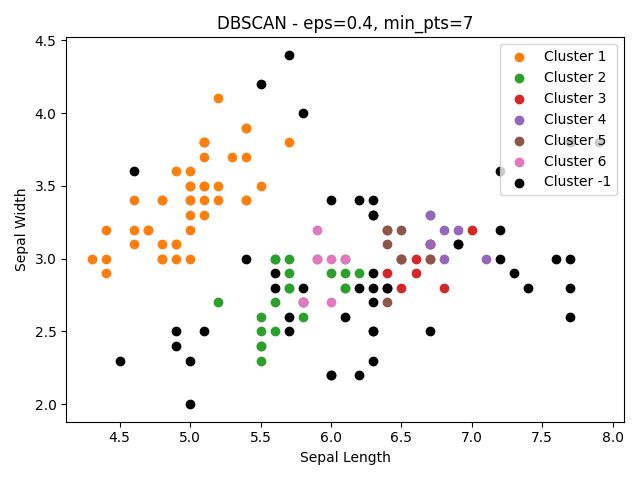 DBSCAN - eps=0.4, min_pts=7
4.5
4.0
3.5
3.0
2.5
2.0
Sepal Width
Cluster 1
Cluster 2
Cluster 3
Cluster 4
Cluster 5
Cluster 6
Cluster -1
4.5 5.0 5.5 6.0 6.5 7.0 7.5 8.0
Sepal Length